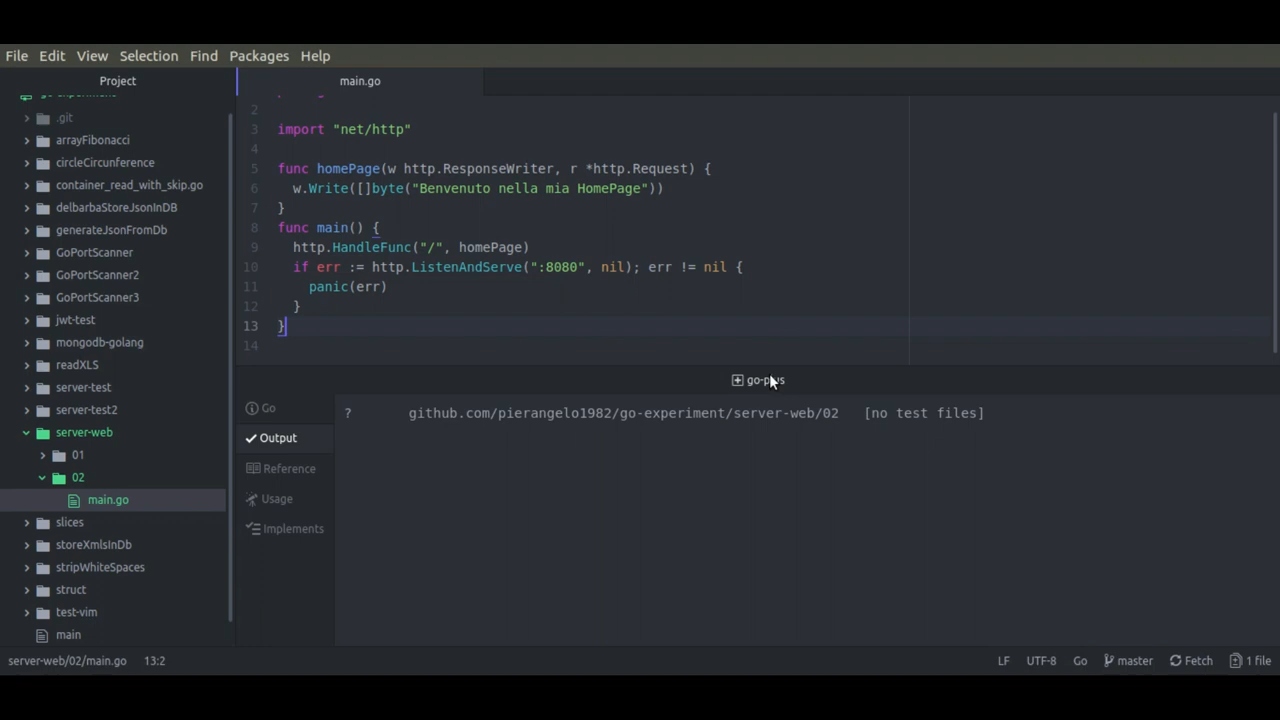 File Edit View Selection Find Packages Help
Project
main.go
.git
arrayFibonacci
circleCircunference
container_read_with_skip.go
delbarbaStoreJsonInDB
generateJsonFromDb
GoPortScanner
GoPortScanner2
GoPortScanner3
jwt-test
mongodb-golang
readXLS
server-test
server-test2
server-web
01
02
main.go
slices
storeXmlsInDb
stripWhiteSpaces
struct
test-vim
main
2
3 import "net/http"
4
5 func homePage(w http.ResponseWriter, r *http.Request) {
6 w.Write([]byte("Benvenuto nella mia HomePage"))
7 }
8 func main() {
9 http.HandleFunc("/", homePage)
10 if err := http.ListenAndServe(":8080", nil); err != nil {
11 panic(err)
12 }
13 }
14
go-plus
Go
Output
Reference
Usage
Implements
? github.com/pierangelo1982/go-experiment/server-web/02 [no test files]
server-web/02/main.go 13:2 LF UTF-8 Go master Fetch 1 file